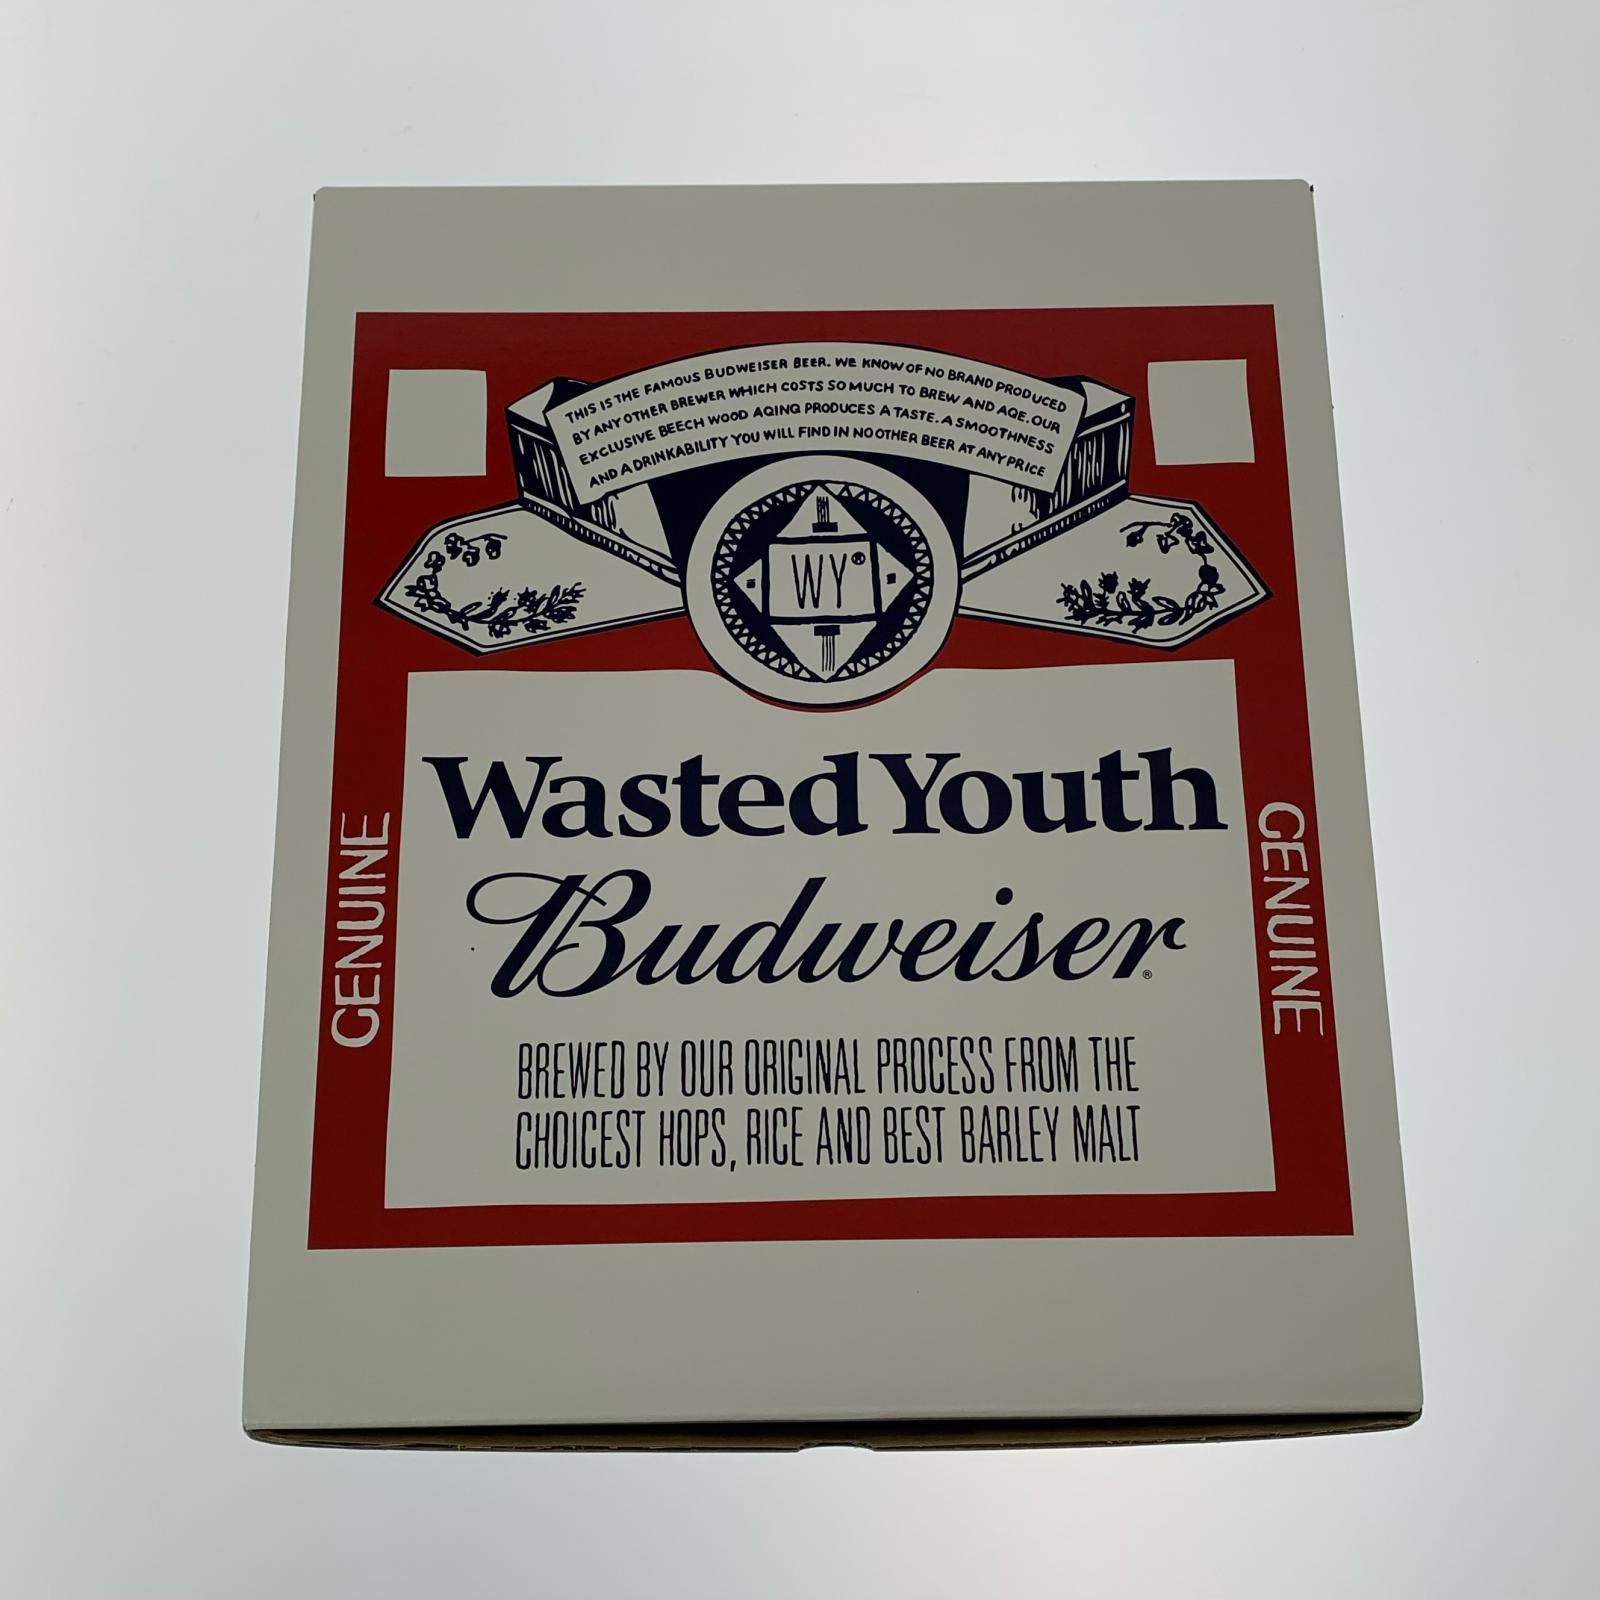 THIS IS THE FAMOUS BUDWEISER BEER. WE KNOW OF NO BRAND PRODUCED
BY ANY OTHER BREWER WHICH COSTS SO MUCH TO BREW AND AGE. OUR
EXCLUSIVE BEECH WOOD AQING PRODUCES A TASTE. A SMOOTHNESS
AND A DRINKABILITY YOU WILL FIND IN NO OTHER BEER AT ANY PRICE
WY®
Wasted Youth
Budweiser®
GENUINE
GENUINE
BREWED BY OUR ORIGINAL PROCESS FROM THE
CHOICEST HOPS, RICE AND BEST BARLEY MALT